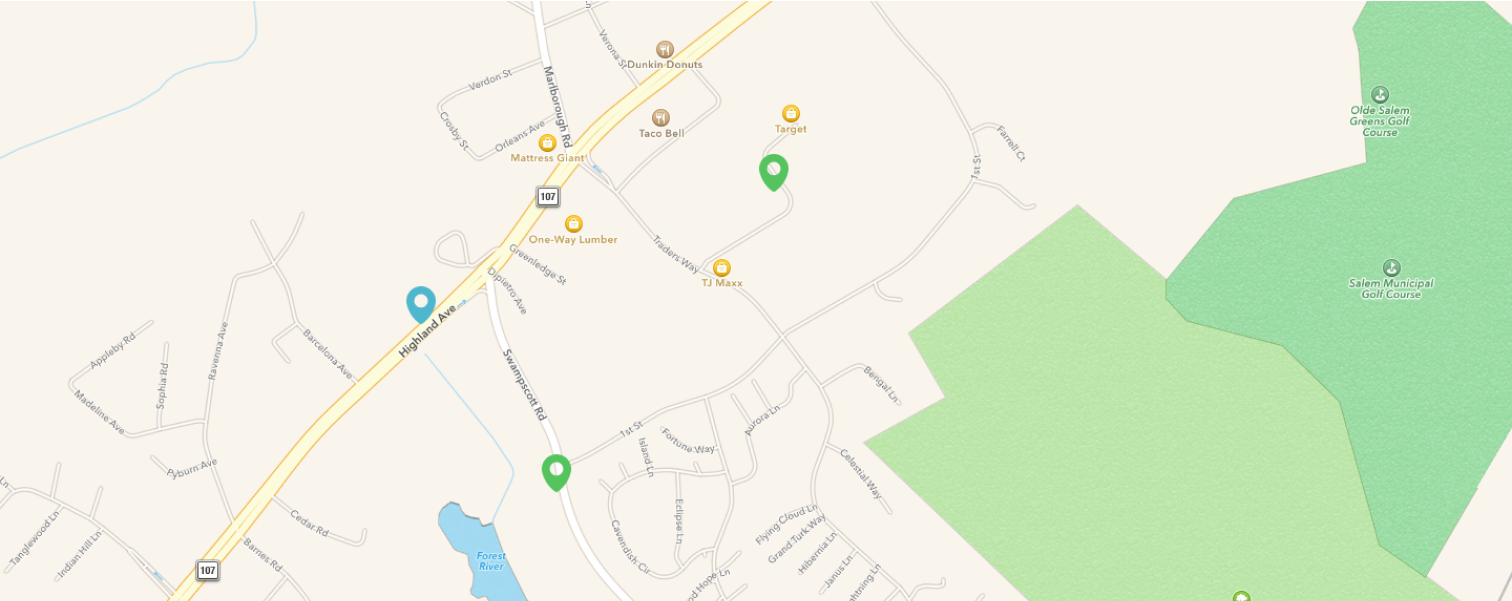 Verona S
Dunkin Donuts
Marlborough Rd
Verdon St
Crosby St
Orleans Ave
Mattress Giant
Taco Bell
Target
Olde Salem
Greens Golf
Course
Farrell Ct
1st St
107
One-Way Lumber
Greenledge St
Traders Way
TJ Maxx
Dipietro Ave
Salem Municipal
Golf Course
Highland Ave
Appleby Rd
Sophia Rd
Ravenna Ave
Barcelona Ave
Madeline Ave
Swampscott Rd
Bengal Ln
Aurora Ln
1st St
Fortune Way
Island Ln
Pyburn Ave
Celestial Way
Ln
Tanglewood Ln
Indian Hill Ln
Cedar Rd
Barnes Rd
107
Eclipse Ln
Cavendish Cir
Flying Cloud Ln
Grand Turk Way
Hibernia Ln
Janus Ln
htning Ln
d Hope Ln
Forest
River